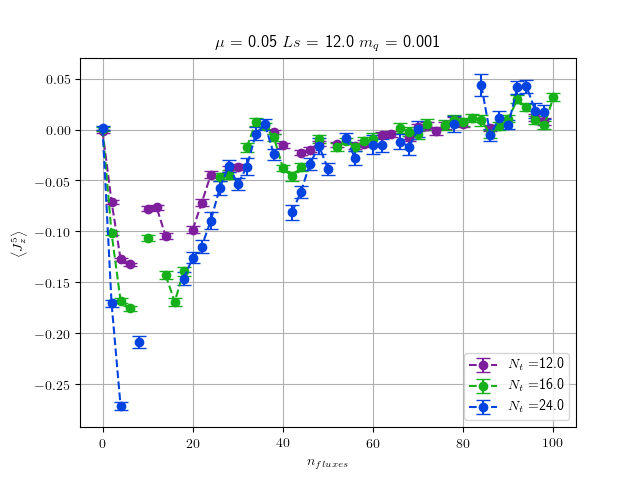 μ = 0.05 Ls = 12.0 m_q = 0.001
0.05
0.00
−0.05
−0.10
−0.15
−0.20
−0.25
⟨J_z^5⟩
N_t =12.0
N_t =16.0
N_t =24.0
0 20 40 60 80 100
n_fluxes